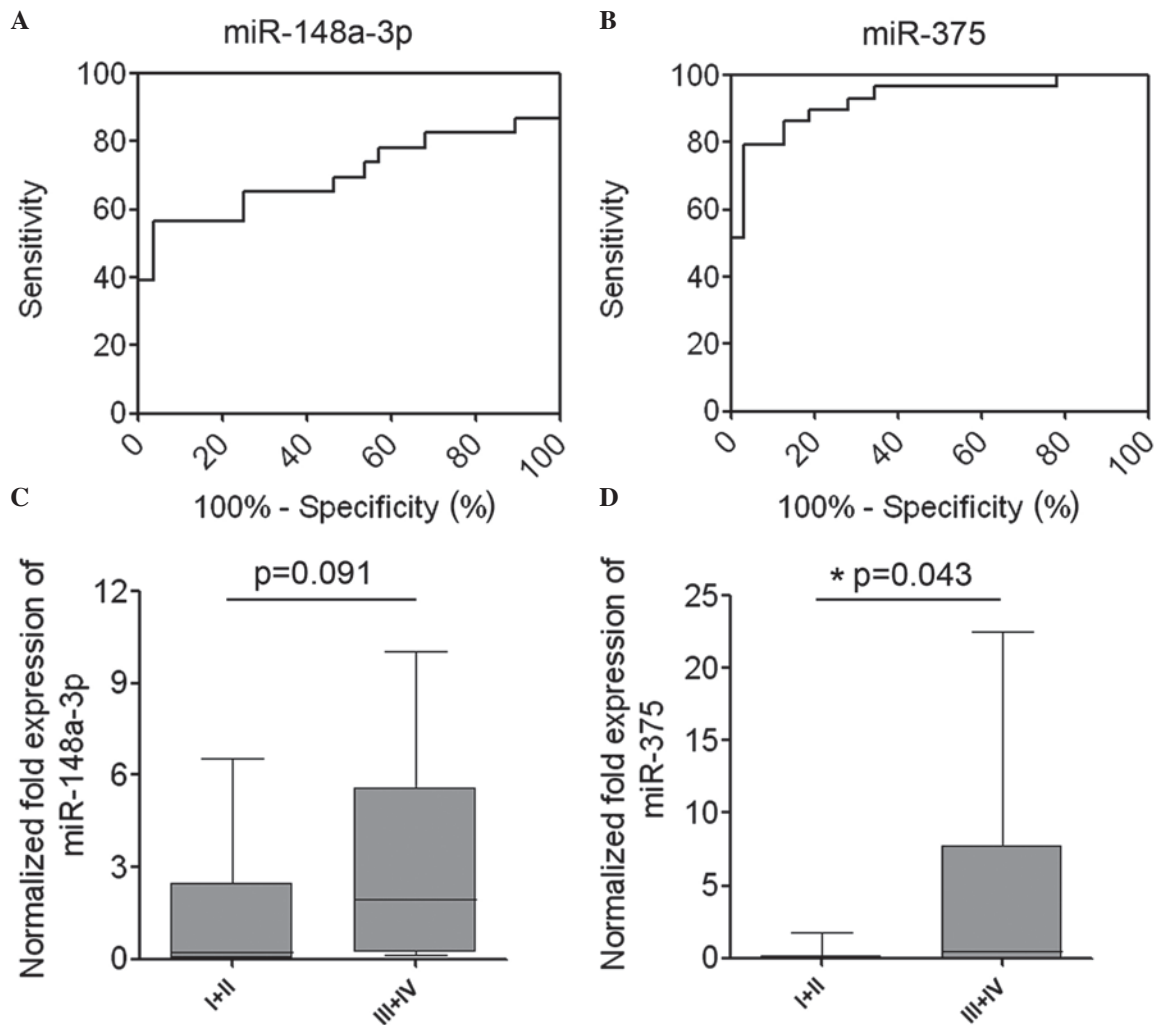 A
miR-148a-3p
100
80
60
40
20
0
Sensitivity
0 20 40 60 80 100
100% - Specificity (%)
B
miR-375
100
80
60
40
20
0
Sensitivity
0 20 40 60 80 100
100% - Specificity (%)
C
p=0.091
12
9
6
3
0
Normalized fold expression of
miR-148a-3p
I+II III+IV
D
* p=0.043
25
20
15
10
5
0
Normalized fold expression of
miR-375
I+II III+IV